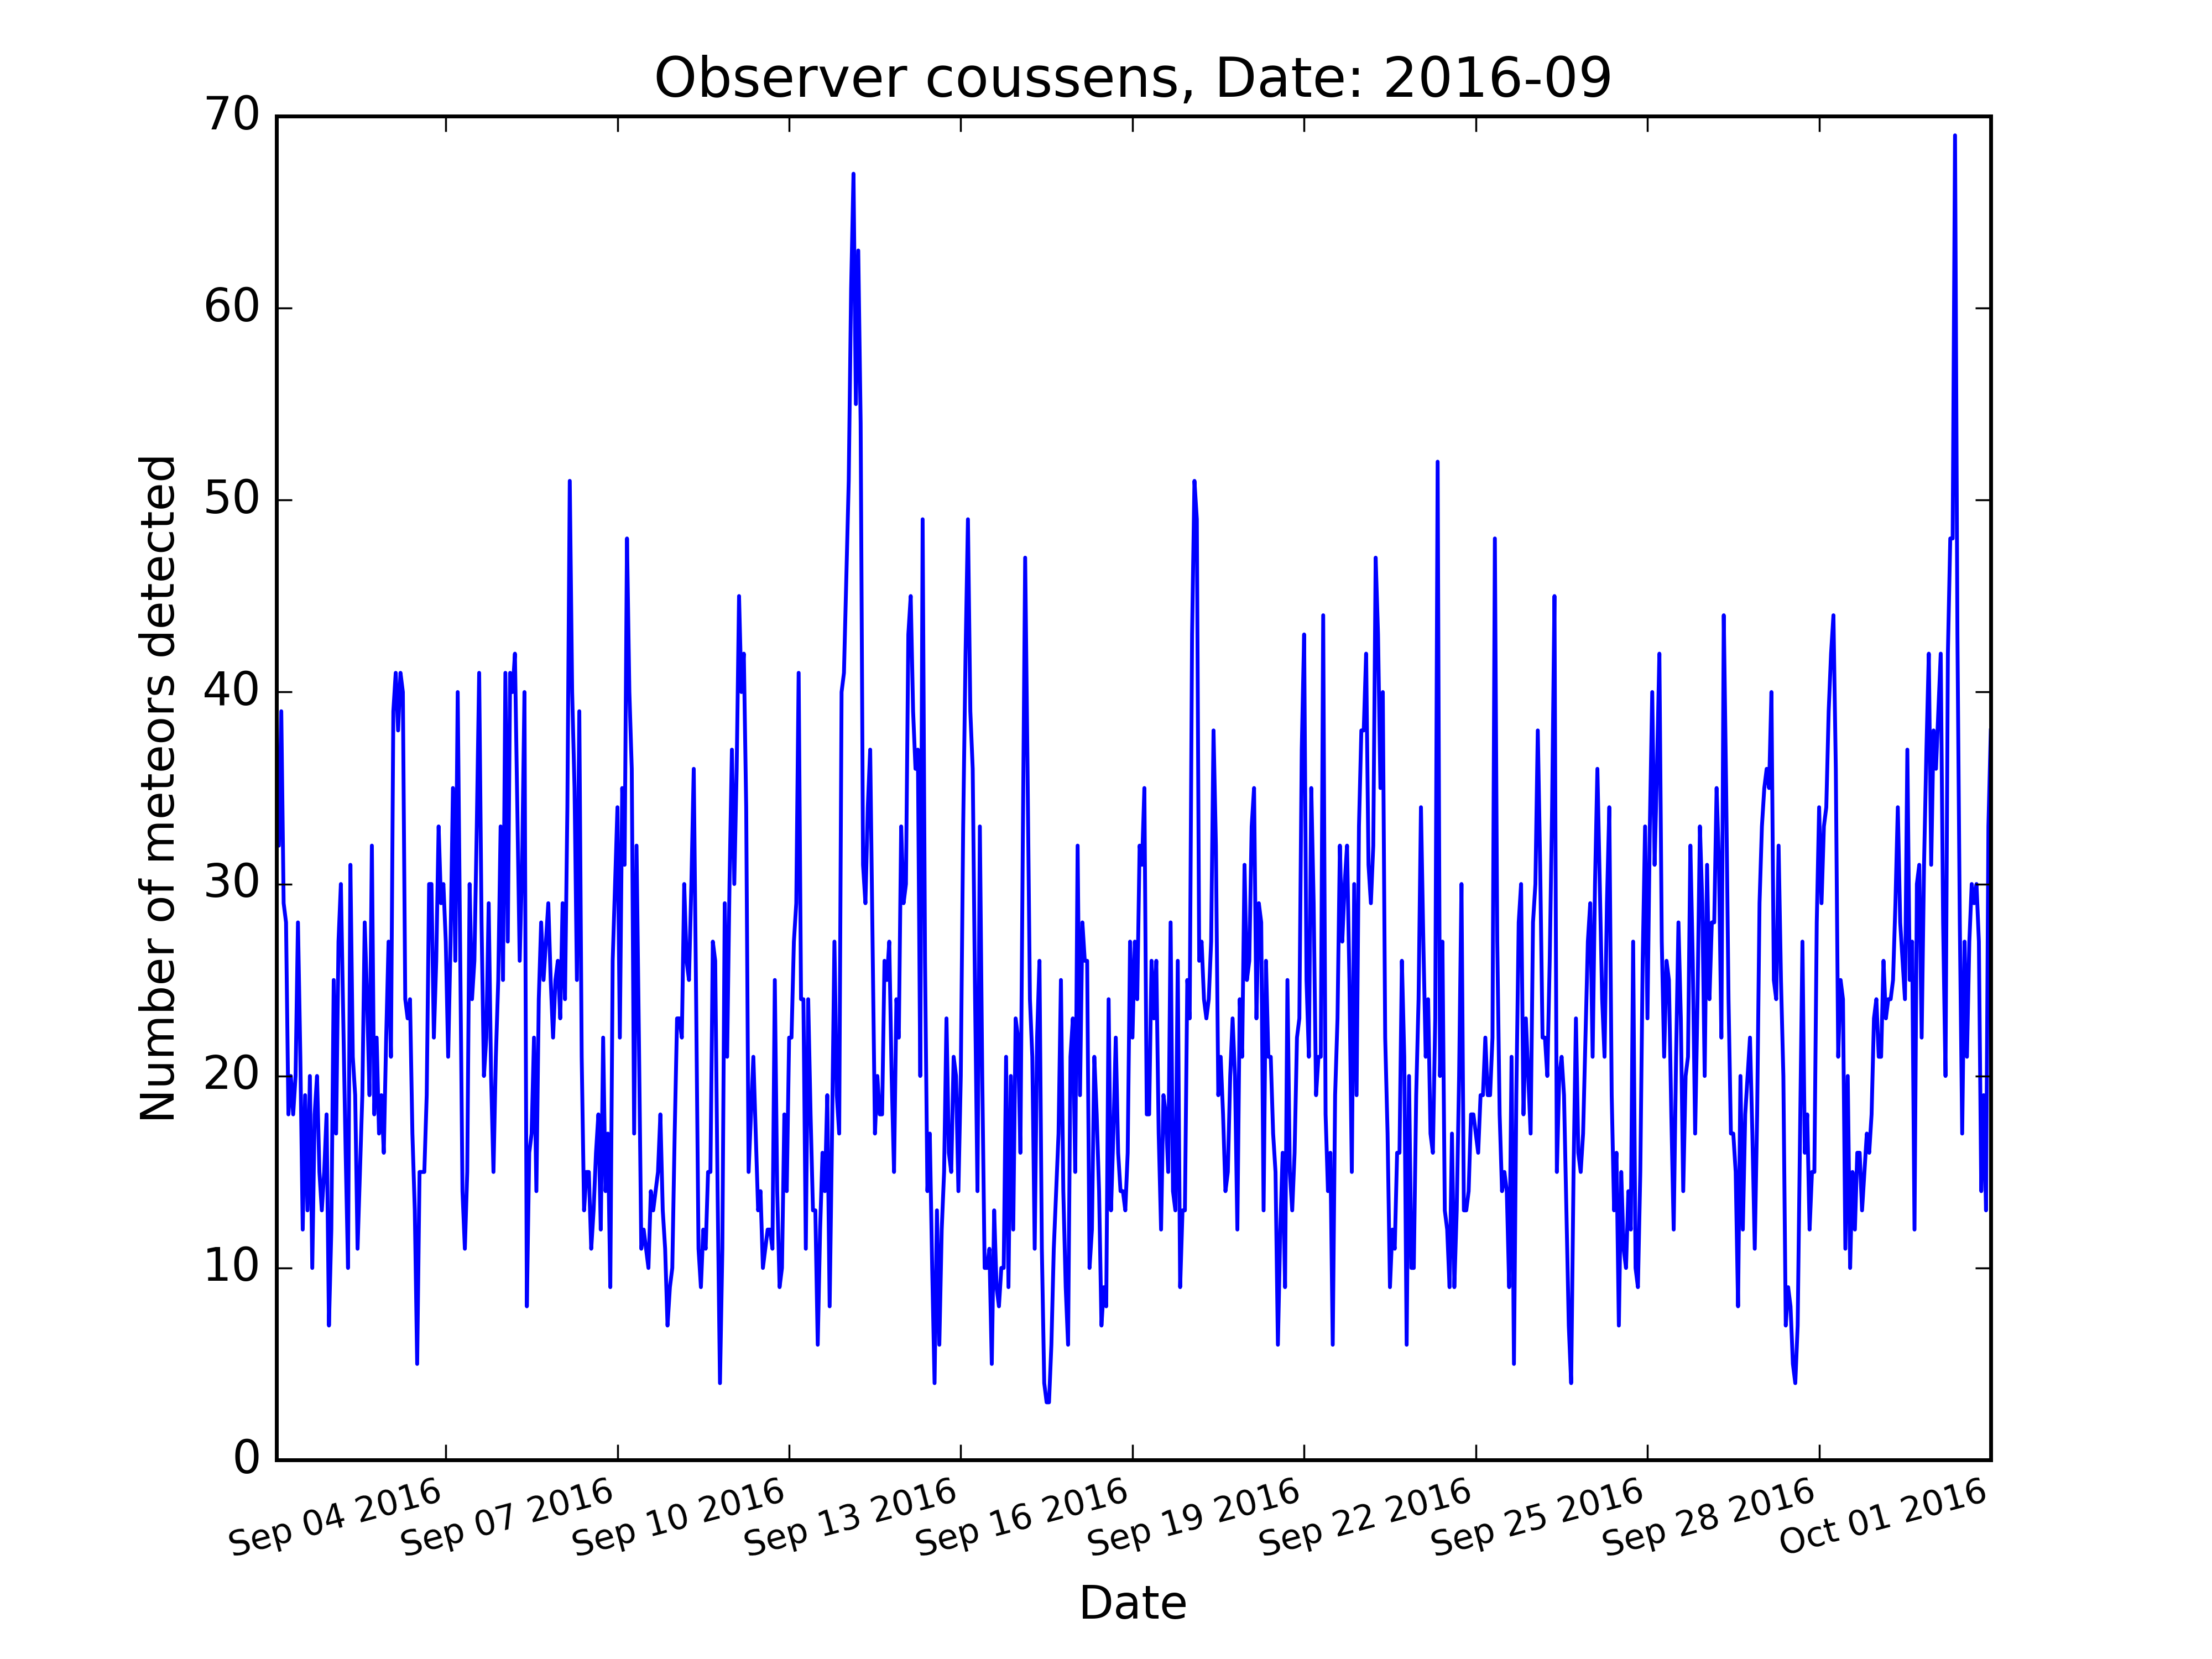 Observer coussens, Date: 2016-09
70
60
50
40
30
20
10
0
Number of meteors detected
Sep 04 2016
Sep 07 2016
Sep 10 2016
Sep 13 2016
Sep 16 2016
Sep 19 2016
Sep 22 2016
Sep 25 2016
Sep 28 2016
Oct 01 2016
Date